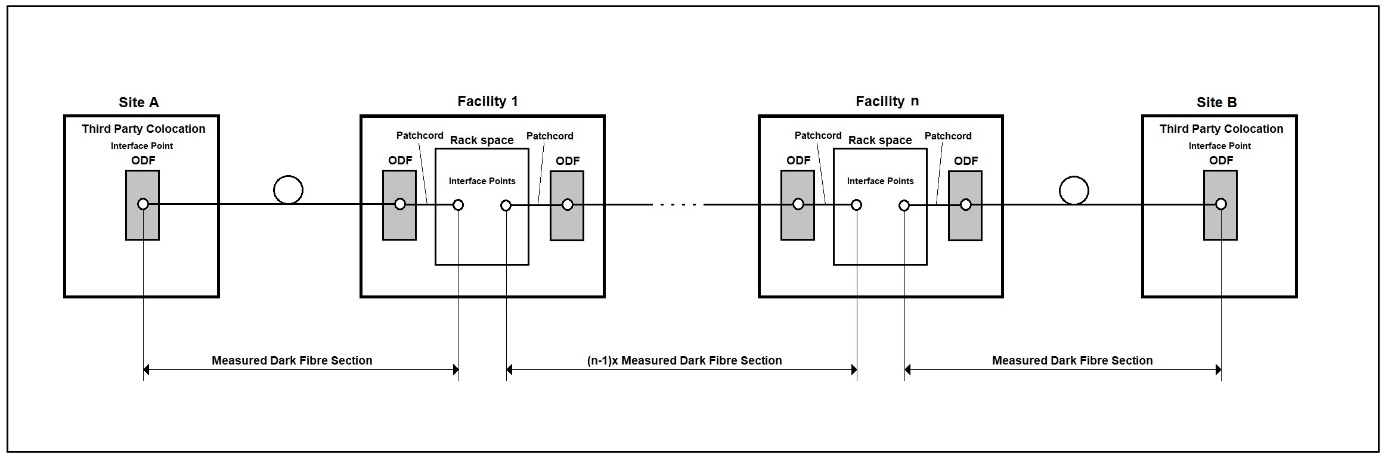 Site A
Third Party Colocation
Interface Point
ODF
Facility 1
Patchcord
Rack space
Patchcord
ODF
Interface Points
ODF
Facility n
Patchcord
Rack space
Patchcord
ODF
Interface Points
ODF
Site B
Third Party Colocation
Interface Point
ODF
Measured Dark Fibre Section
(n-1)x Measured Dark Fibre Section
Measured Dark Fibre Section